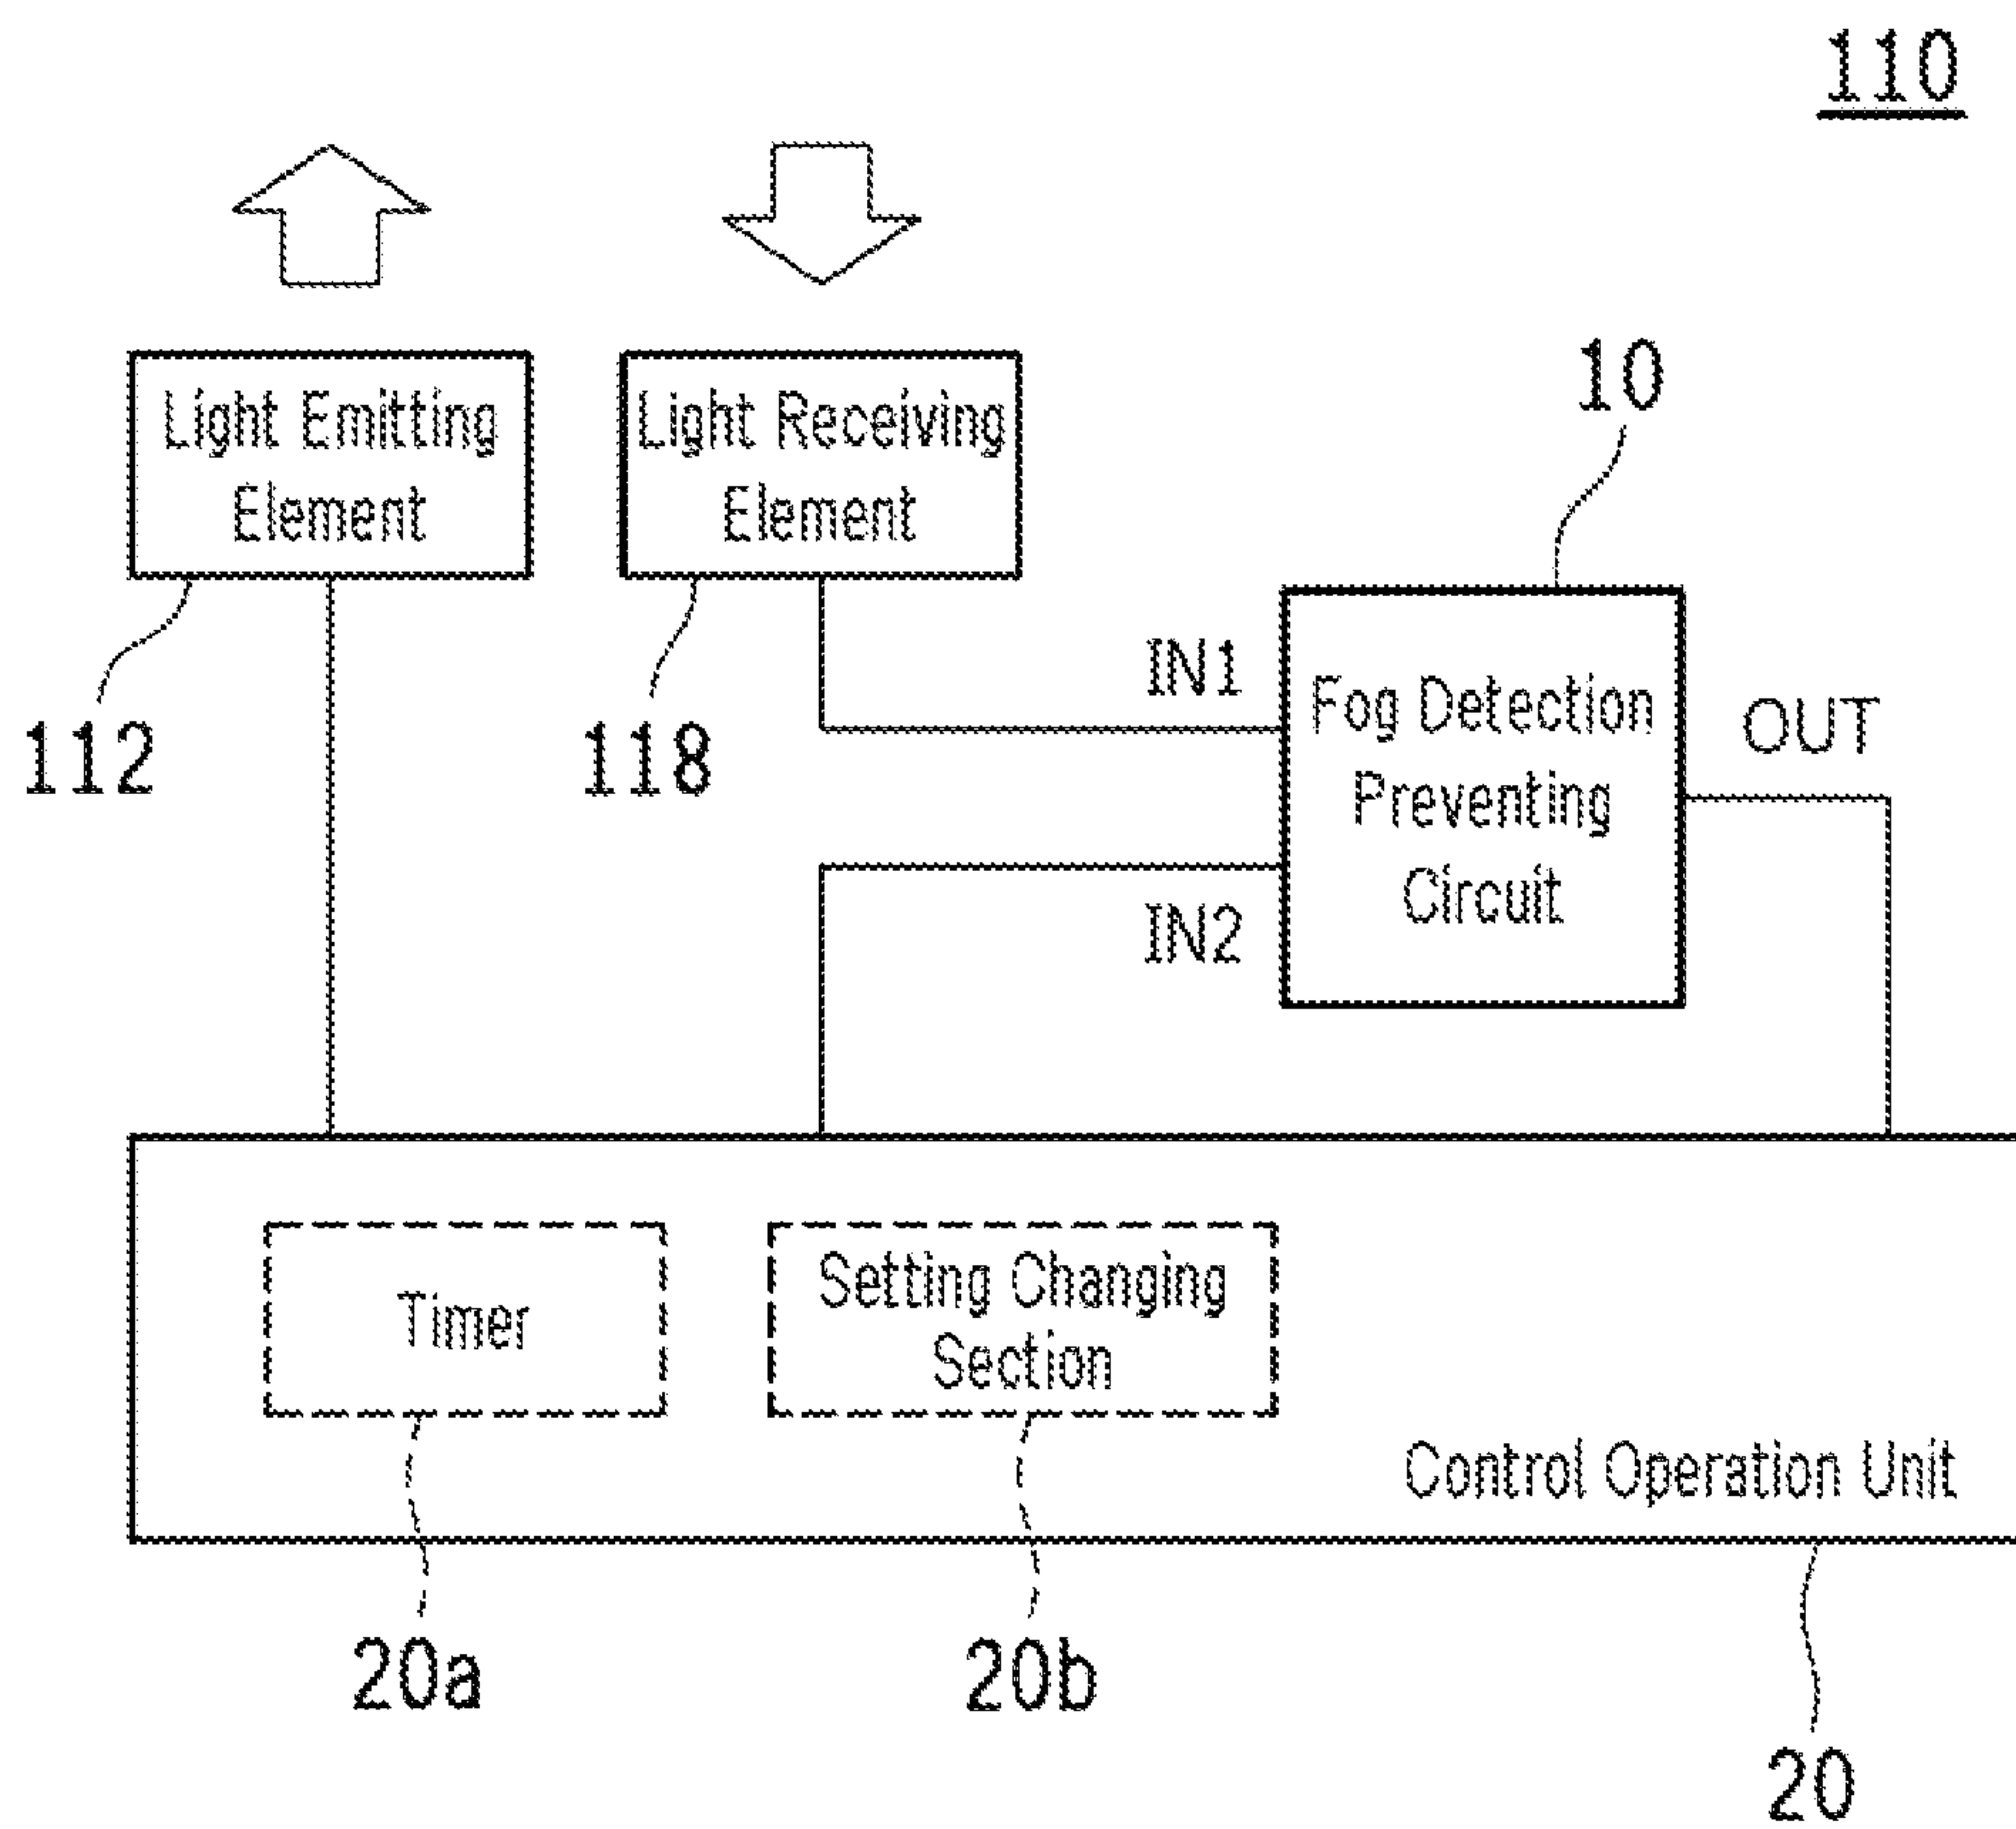 110
Light Emitting
Element
Light Receiving
Element
10
112
118
IN1
IN2
Fog Detection
Preventing
Circuit
OUT
Timer
Setting Changing
Section
Control Operation Unit
20a
20b
20